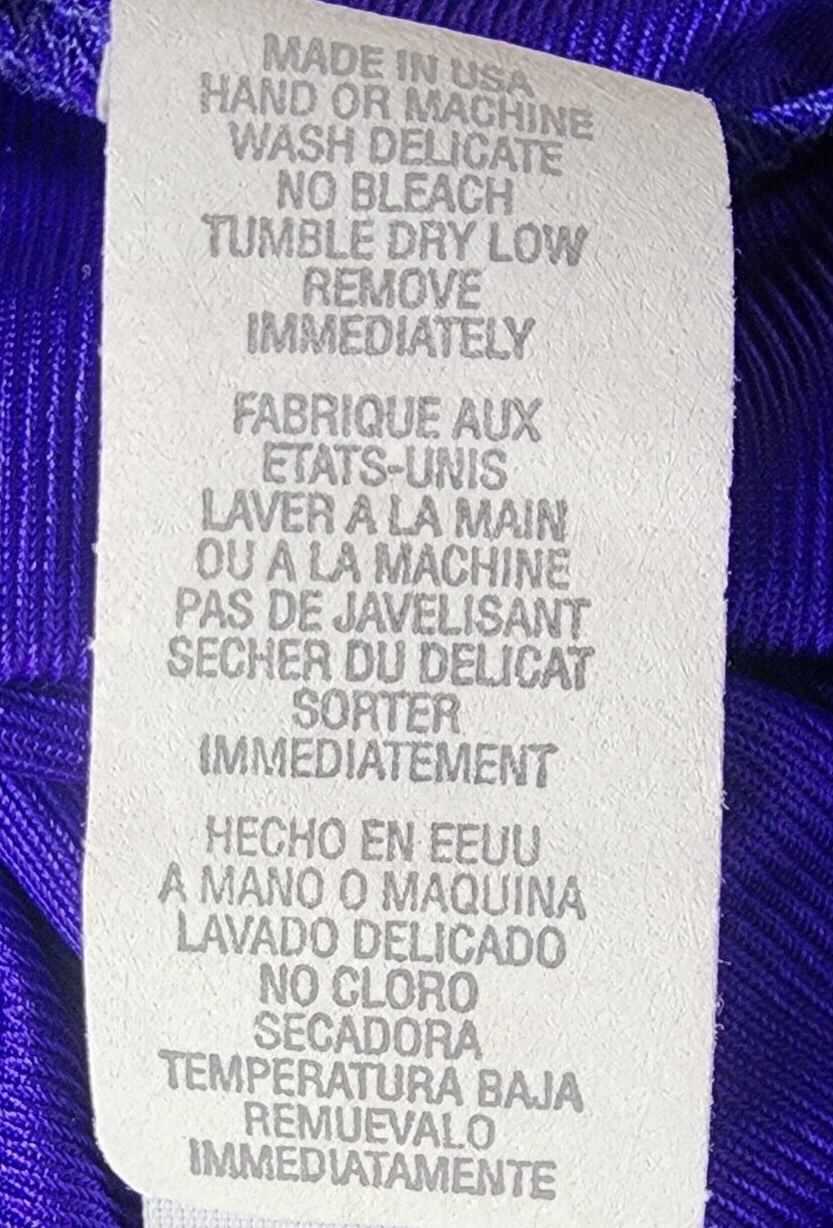 MADE IN USA
HAND OR MACHINE
WASH DELICATE
NO BLEACH
TUMBLE DRY LOW
REMOVE
IMMEDIATELY
FABRIQUE AUX
ETATS-UNIS
LAVER A LA MAIN
OU A LA MACHINE
PAS DE JAVELISANT
SECHER DU DELICAT
SORTER
IMMEDIATEMENT
HECHO EN EEUU
A MANO O MAQUINA
LAVADO DELICADO
NO CLORO
SECADORA
TEMPERATURA BAJA
REMUEVALO
IMMEDIATAMENTE